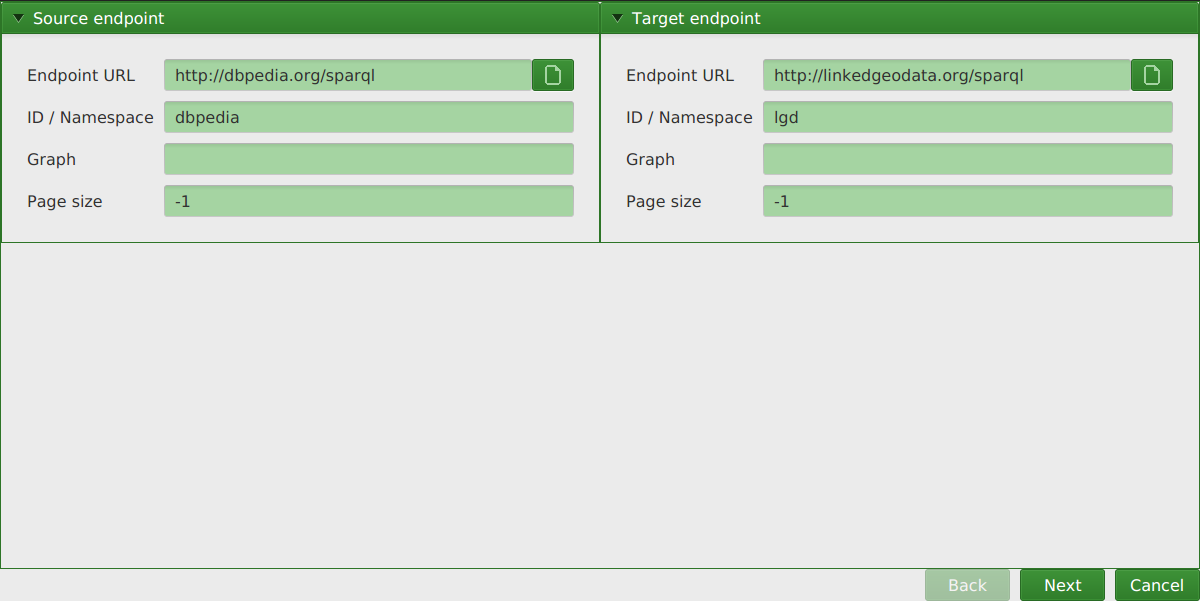 Source endpoint
Endpoint URL http://dbpedia.org/sparql
ID / Namespace dbpedia
Graph
Page size -1
Target endpoint
Endpoint URL http://linkedgeodata.org/sparql
ID / Namespace lgd
Graph
Page size -1
Back Next Cancel